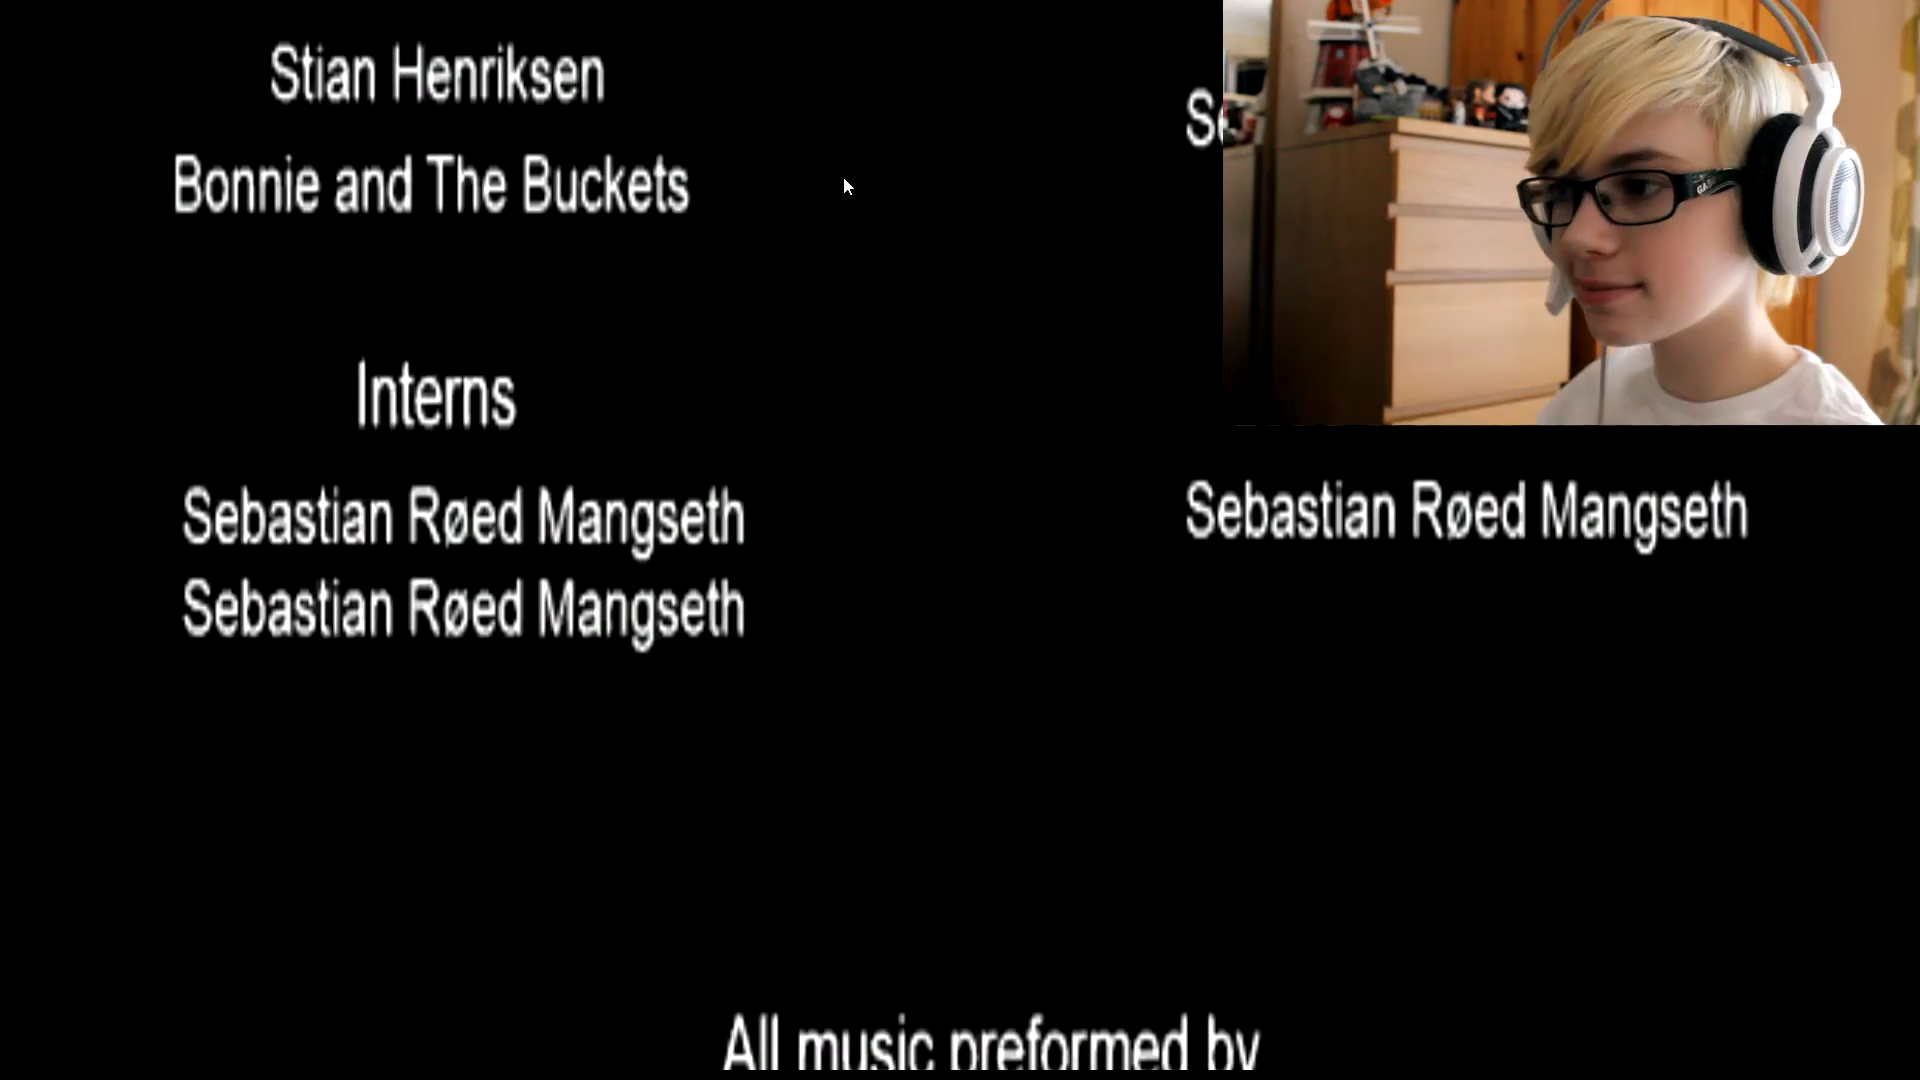 Stian Henriksen
Bonnie and The Buckets
Interns
Sebastian Røed Mangseth
Sebastian Røed Mangseth
Sebastian Røed Mangseth
All music preformed by